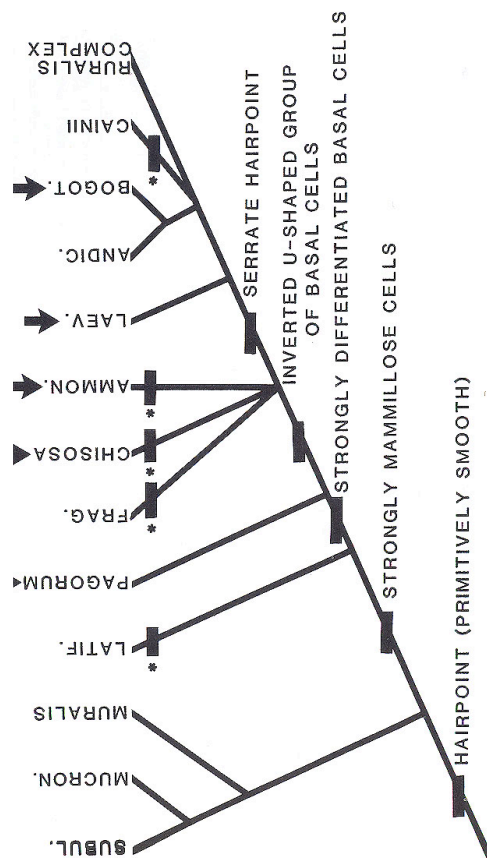 RURALIS
COMPLEX
CAINII
*
BOGOT.
ANDIC.
LAEV.
AMMON.
*
CHISOSA
*
FRAG.
*
PAGORUM
LATIF.
*
MURALIS
MUCRON.
SUBUL.
SERRATE HAIRPOINT
INVERTED U-SHAPED GROUP
OF BASAL CELLS
STRONGLY DIFFERENTIATED BASAL CELLS
STRONGLY MAMMILLOSE CELLS
HAIRPOINT (PRIMITIVELY SMOOTH)